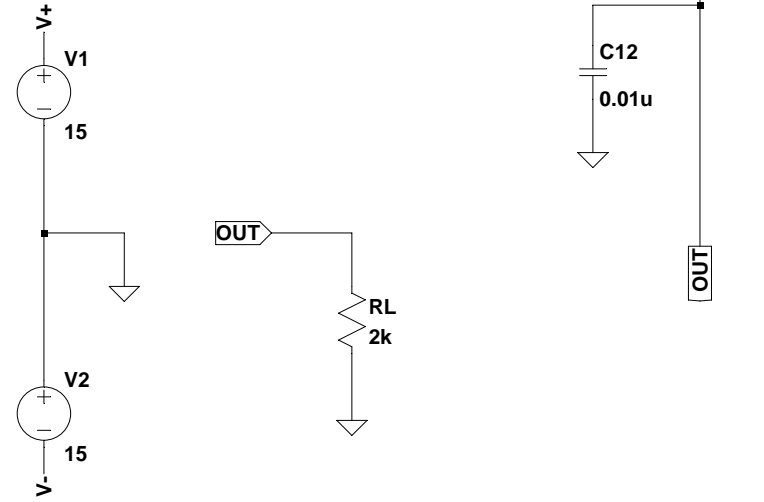 V+
V1
+
−
15
C12
0.01u
OUT
RL
2k
OUT
V2
+
−
15
V-